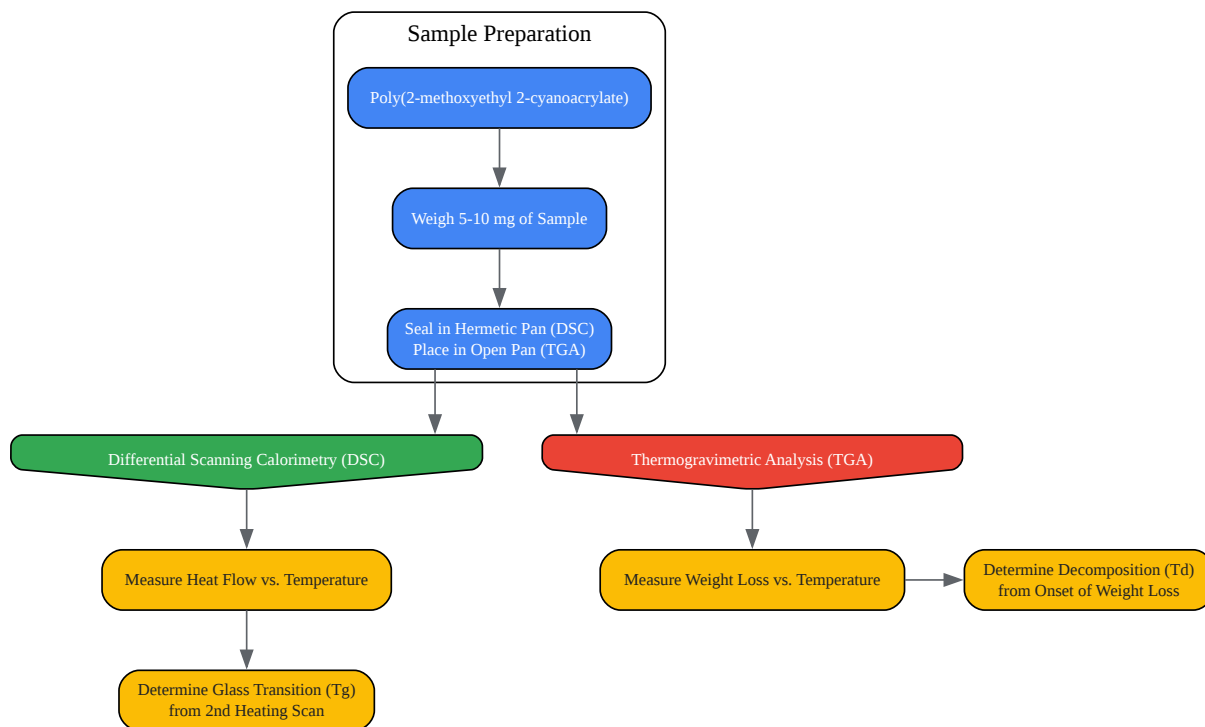 Sample Preparation
Poly(2-methoxyethyl 2-cyanoacrylate)
Weigh 5-10 mg of Sample
Seal in Hermetic Pan (DSC)
Place in Open Pan (TGA)
Differential Scanning Calorimetry (DSC)
Thermogravimetric Analysis (TGA)
Measure Heat Flow vs. Temperature
Measure Weight Loss vs. Temperature
Determine Decomposition (Td)
from Onset of Weight Loss
Determine Glass Transition (Tg)
from 2nd Heating Scan